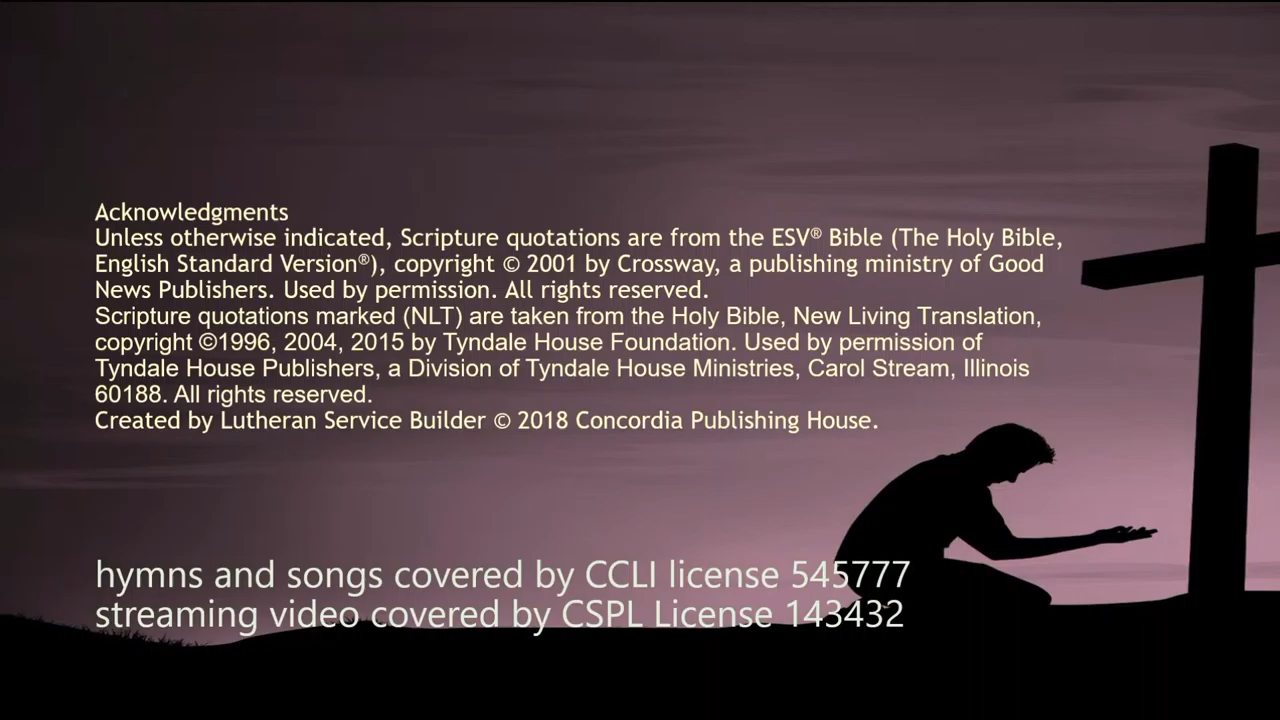 Acknowledgments
Unless otherwise indicated, Scripture quotations are from the ESV® Bible (The Holy Bible,
English Standard Version®), copyright © 2001 by Crossway, a publishing ministry of Good
News Publishers. Used by permission. All rights reserved.
Scripture quotations marked (NLT) are taken from the Holy Bible, New Living Translation,
copyright ©1996, 2004, 2015 by Tyndale House Foundation. Used by permission of
Tyndale House Publishers, a Division of Tyndale House Ministries, Carol Stream, Illinois
60188. All rights reserved.
Created by Lutheran Service Builder © 2018 Concordia Publishing House.
hymns and songs covered by CCLI license 545777
streaming video covered by CSPL License 143432